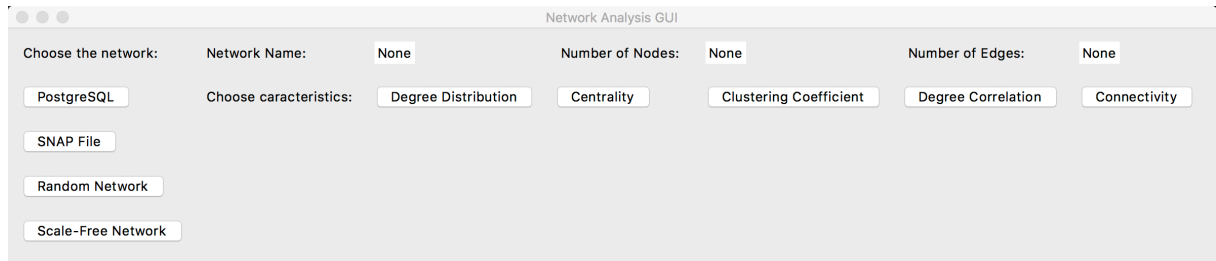 Network Analysis GUI
Choose the network: Network Name: None Number of Nodes: None Number of Edges: None
PostgreSQL Choose caracteristics: Degree Distribution Centrality Clustering Coefficient Degree Correlation Connectivity
SNAP File
Random Network
Scale-Free Network